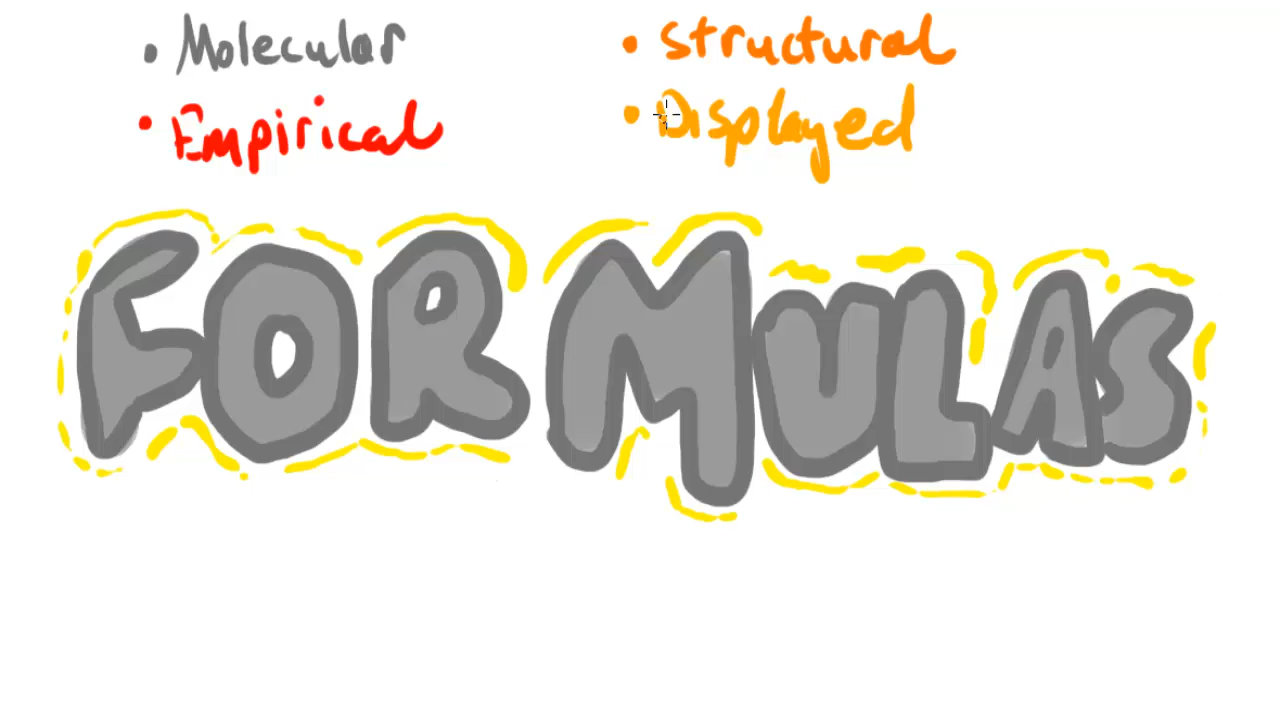 • Molecular
• Empirical
• Structural
• Displayed
FORMULAS